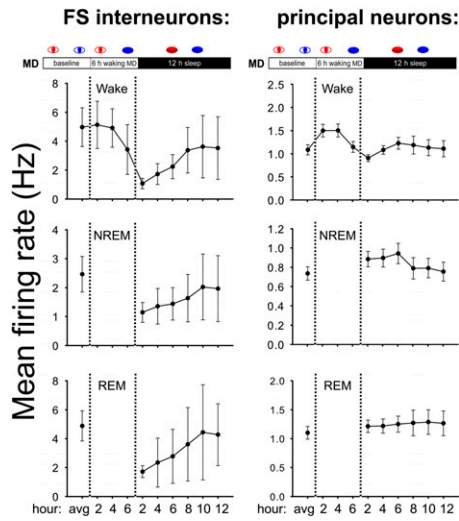 FS interneurons: principal neurons:
MD baseline 6 h waking MD 12 h sleep MD baseline 6 h waking MD 12 h sleep
Mean firing rate (Hz)
Wake Wake
8 2.5
6 2.0
4 1.5
2 1.0
0 0.5
0.0
NREM NREM
4 1.2
3 1.0
2 0.8
1 0.6
0 0.4
0.2
0.0
REM REM
10 2.5
8 2.0
6 1.5
4 1.0
2 0.5
0 0.0
hour: avg 2 4 6 2 4 6 8 10 12 hour: avg 2 4 6 2 4 6 8 10 12